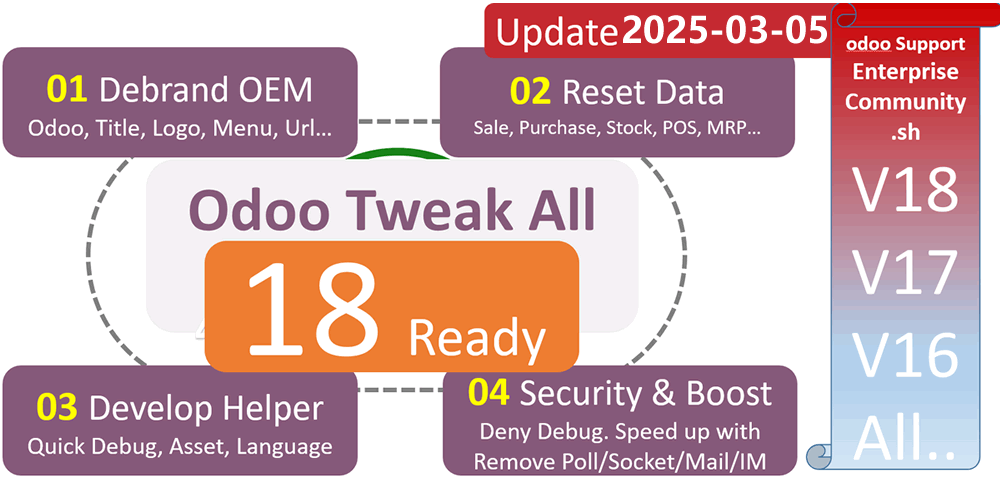 Update 2025-03-05
01 Debrand OEM
Odoo, Title, Logo, Menu, Url...
02 Reset Data
Sale, Purchase, Stock, POS, MRP...
Odoo Tweak All
18 Ready
03 Develop Helper
Quick Debug, Asset, Language
04 Security & Boost
Deny Debug. Speed up with
Remove Poll/Socket/Mail/IM
odoo Support
Enterprise
Community
.sh
V18
V17
V16
All..